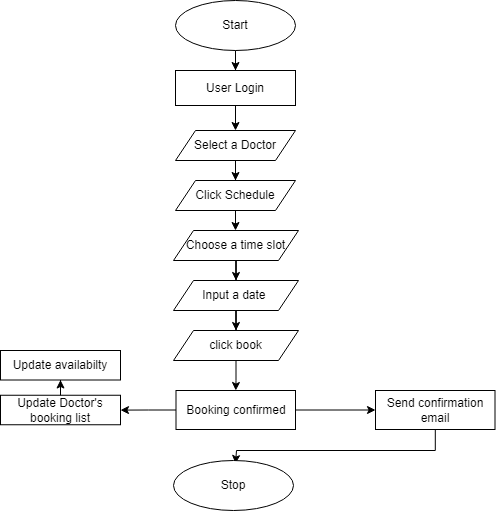 Start
User Login
Select a Doctor
Click Schedule
Choose a time slot
Input a date
click book
Update availabilty
Update Doctor's
booking list
Booking confirmed
Send confirmation
email
Stop